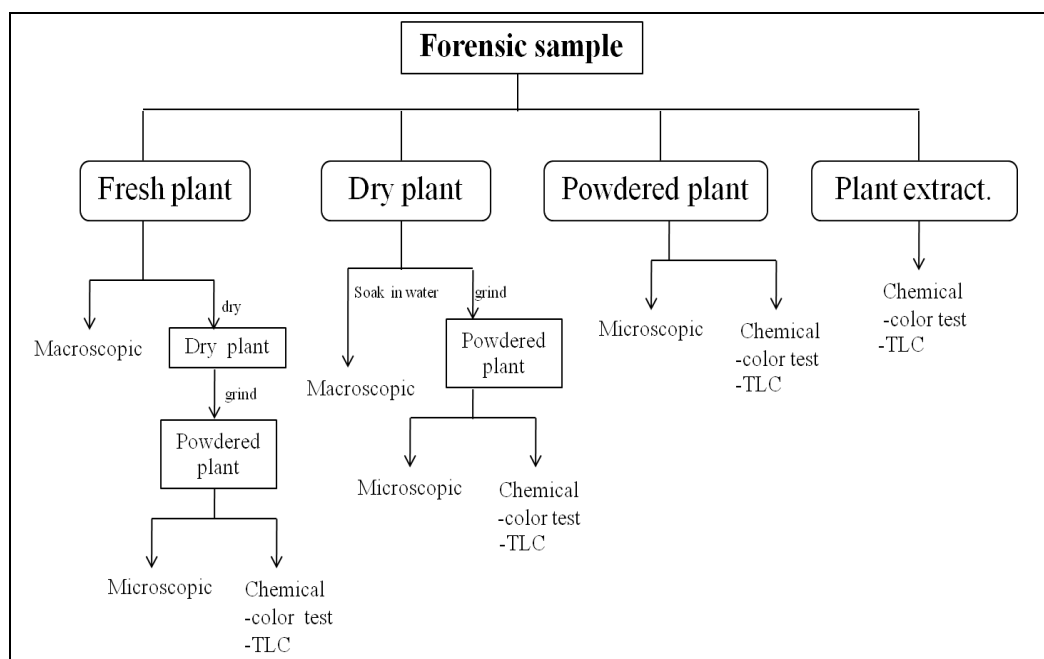 Forensic sample
Fresh plant
Dry plant
Powdered plant
Plant extract.
Macroscopic
dry
Dry plant
grind
Powdered
plant
Microscopic
Chemical
-color test
-TLC
Soak in water
grind
Macroscopic
Powdered
plant
Microscopic
Chemical
-color test
-TLC
Microscopic
Chemical
-color test
-TLC
Chemical
-color test
-TLC